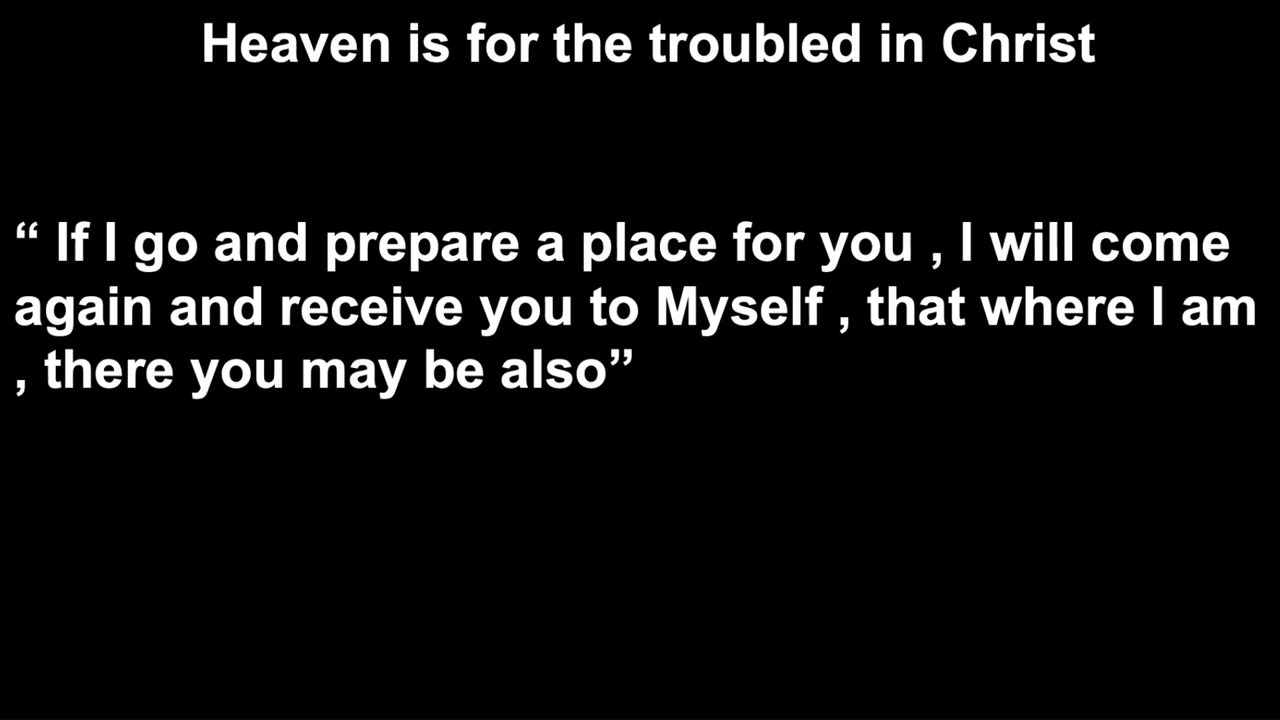 Heaven is for the troubled in Christ
“ If I go and prepare a place for you , I will come
again and receive you to Myself , that where I am
, there you may be also”